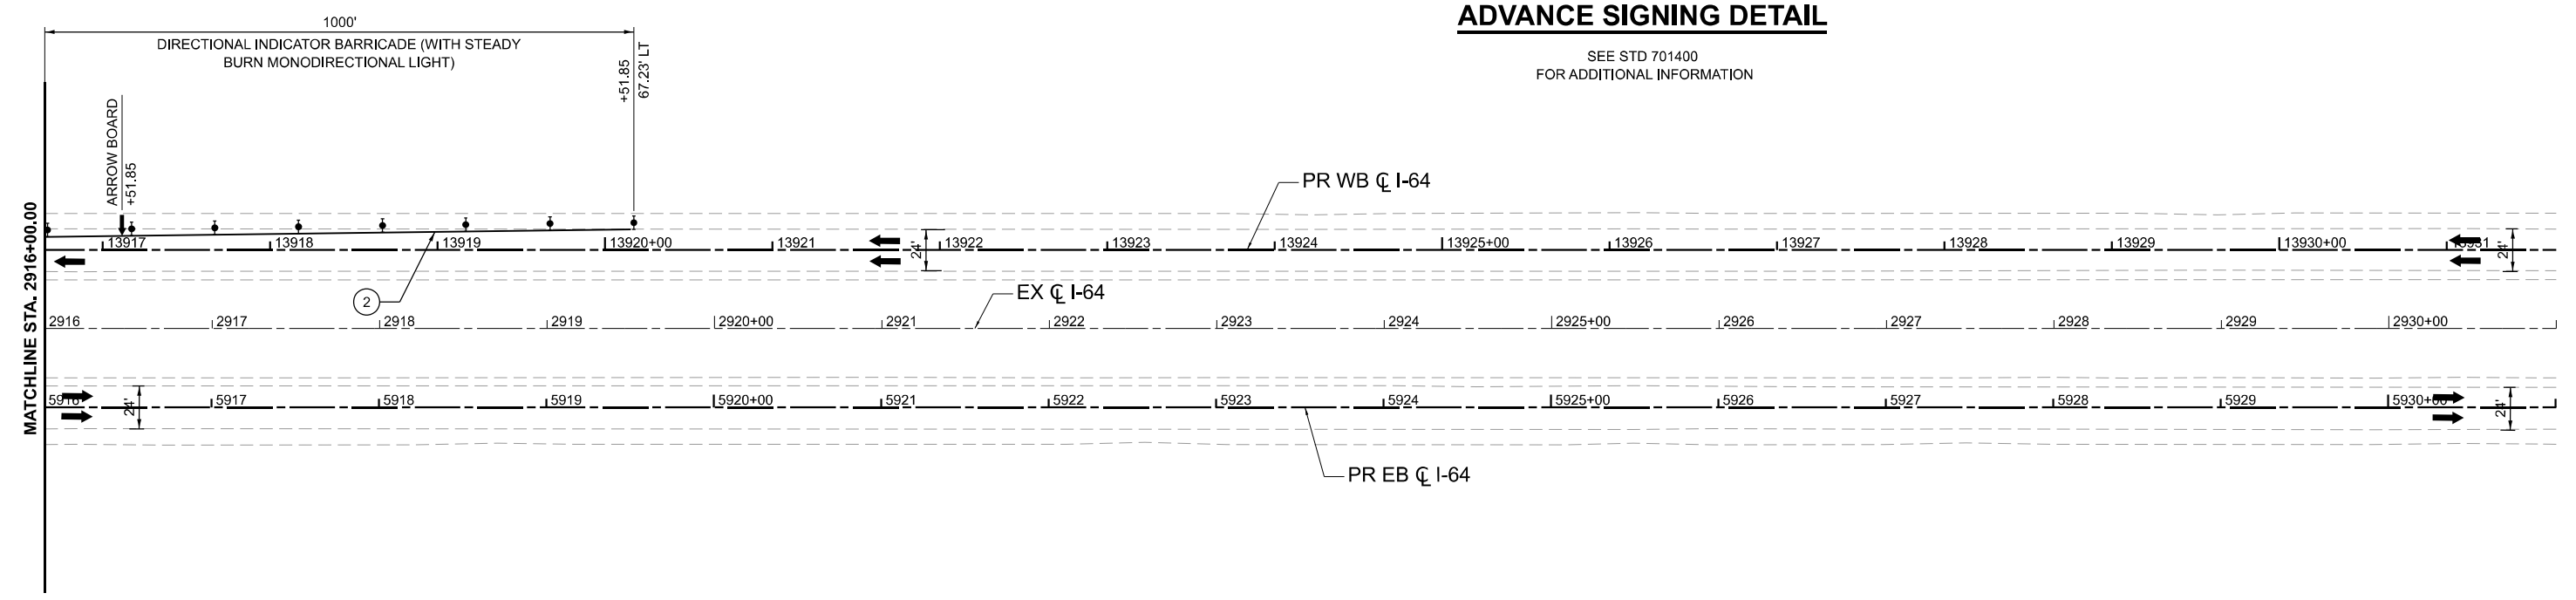 ADVANCE SIGNING DETAIL
SEE STD 701400
FOR ADDITIONAL INFORMATION
1000'
DIRECTIONAL INDICATOR BARRICADE (WITH STEADY
BURN MONODIRECTIONAL LIGHT)
+51.85
67.23' LT
ARROW BOARD
+51.85
PR WB ℄ I-64
13917 13918 13919 13920+00 13921 13922 13923 13924 13925+00 13926 13927 13928 13929 13930+00 13931
24'
24'
2
EX ℄ I-64
MATCHLINE STA. 2916+00.00
2916 2917 2918 2919 2920+00 2921 2922 2923 2924 2925+00 2926 2927 2928 2929 2930+00
5916 5917 5918 5919 5920+00 5921 5922 5923 5924 5925+00 5926 5927 5928 5929 5930+00
24'
24'
PR EB ℄ I-64